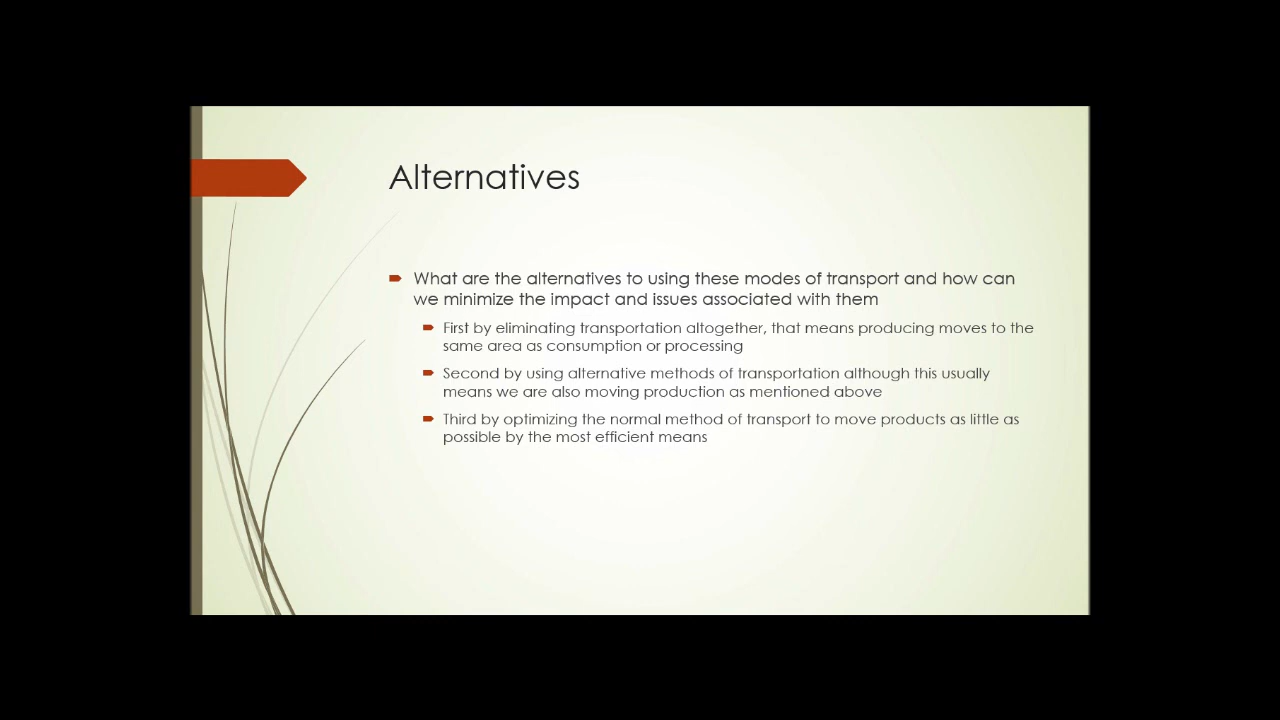 Alternatives
What are the alternatives to using these modes of transport and how can
we minimize the impact and issues associated with them
First by eliminating transportation altogether, that means producing moves to the
same area as consumption or processing
Second by using alternative methods of transportation although this usually
means we are also moving production as mentioned above
Third by optimizing the normal method of transport to move products as little as
possible by the most efficient means